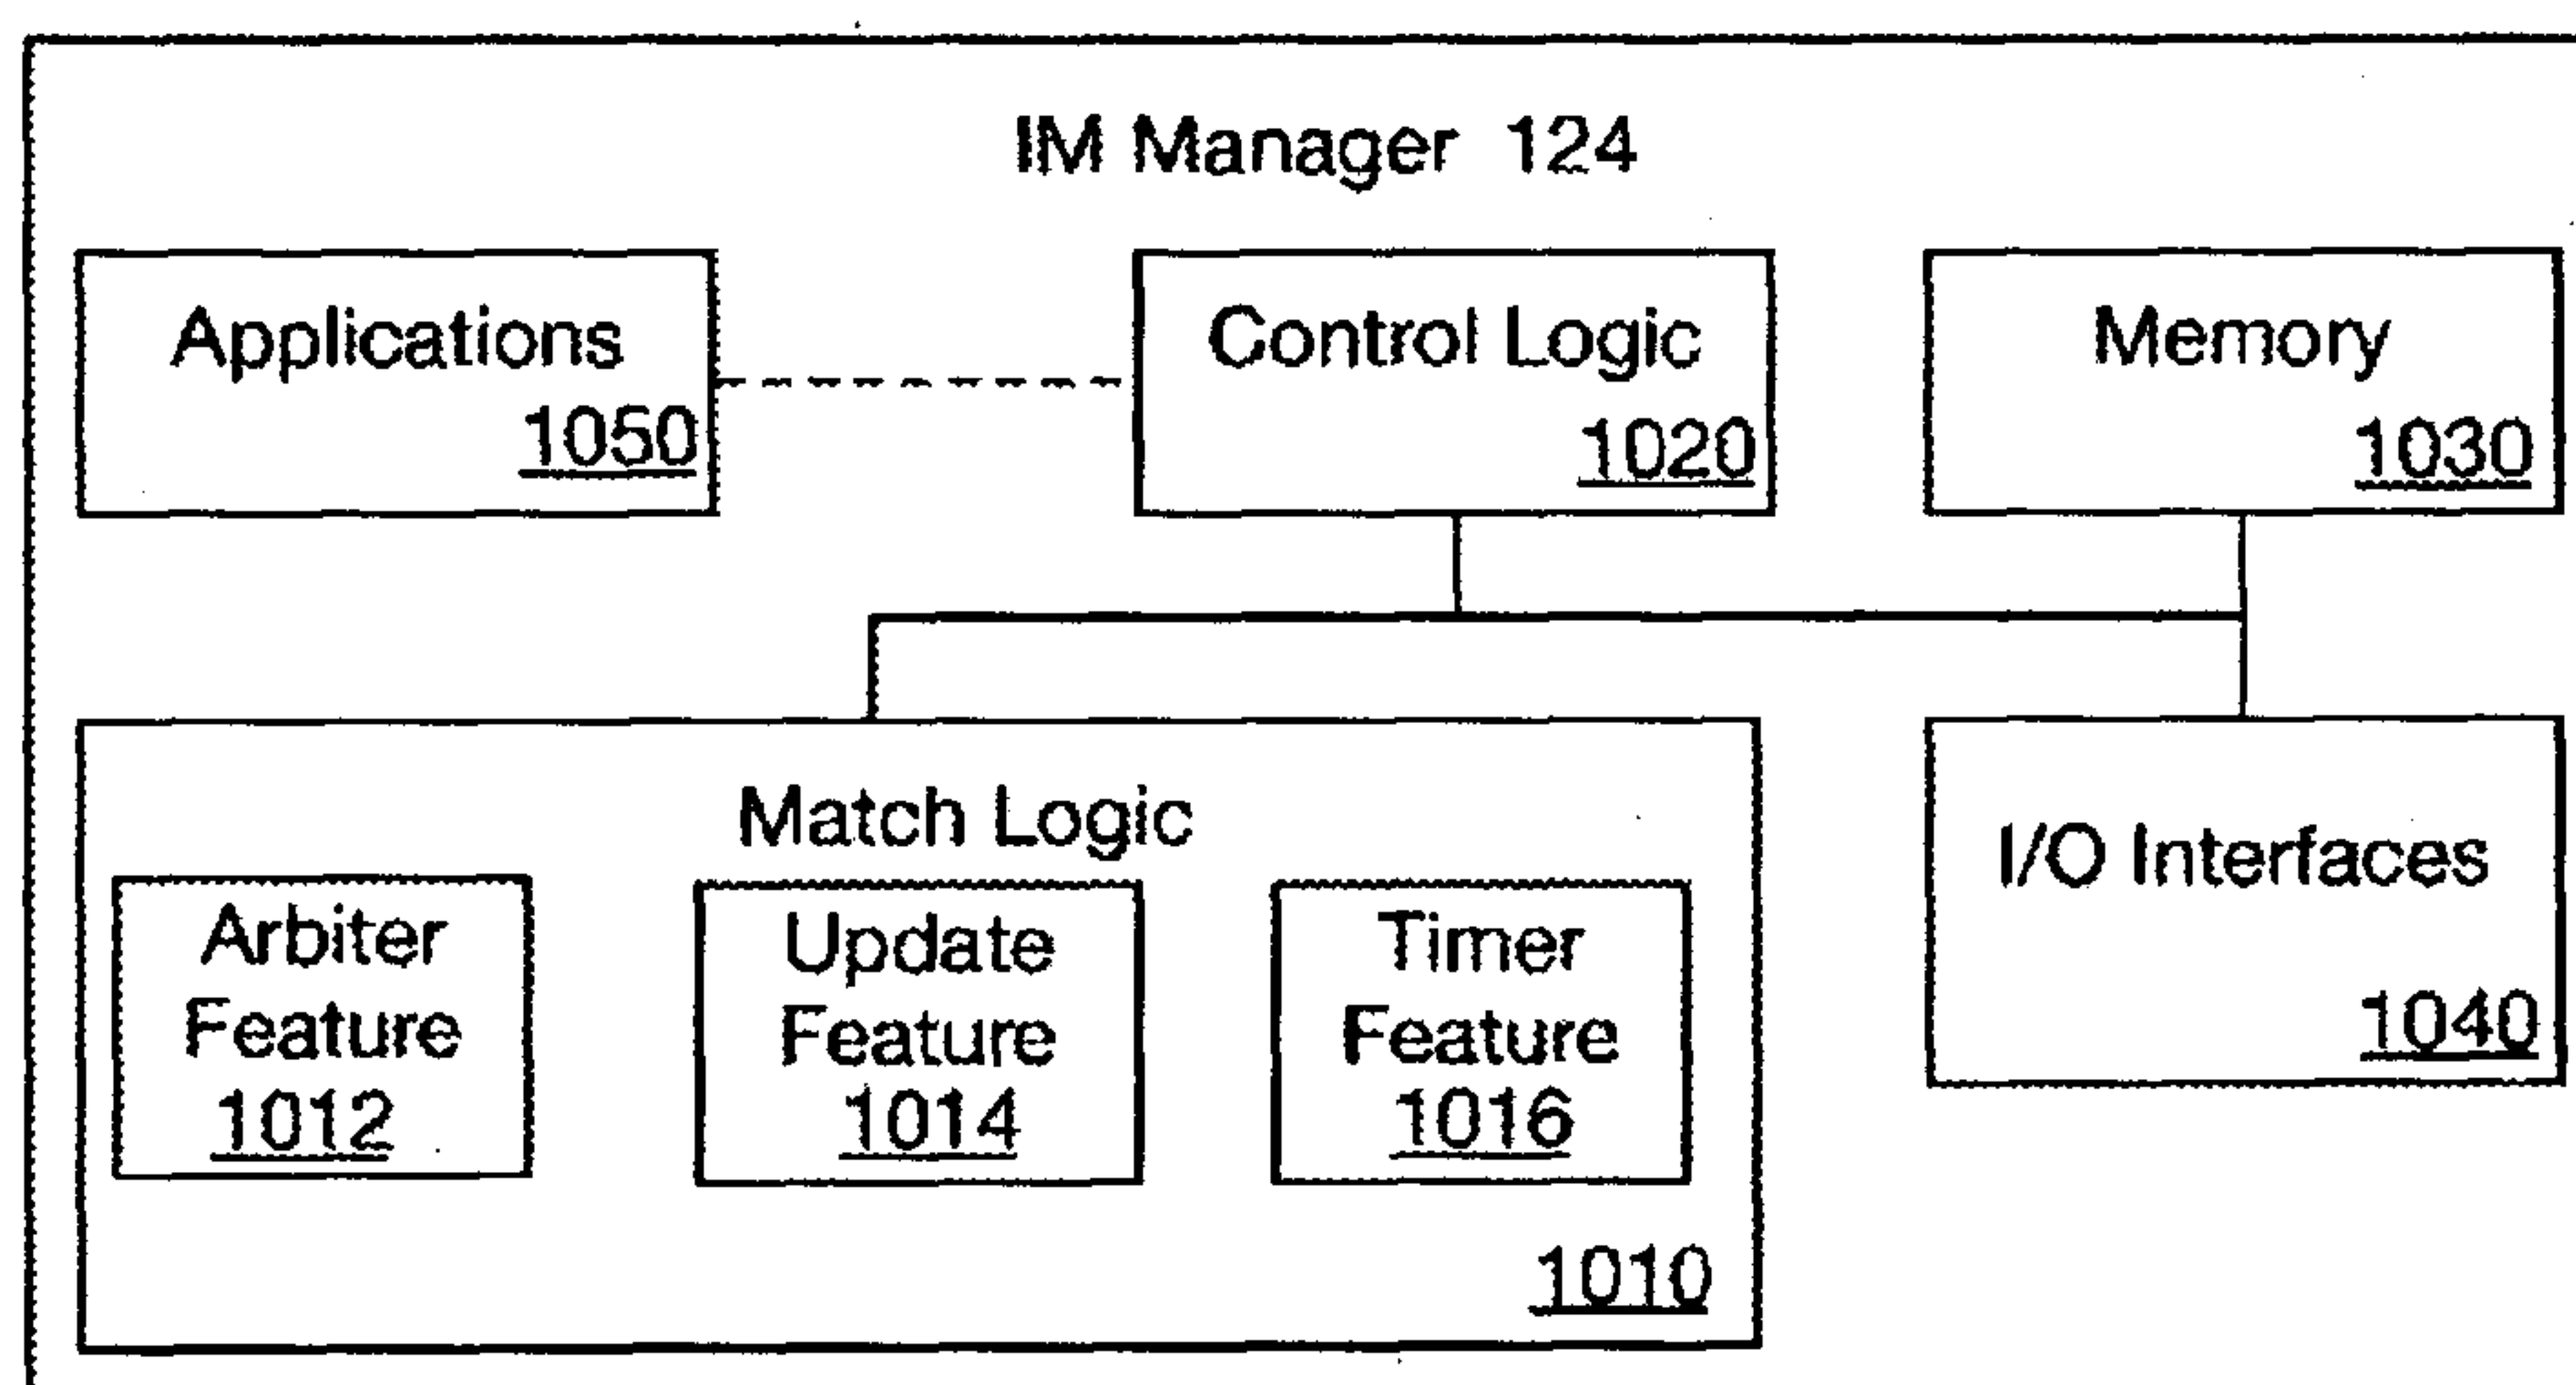 IM Manager 124
Applications
1050
Control Logic
1020
Memory
1030
Match Logic
Arbiter
Feature
1012
Update
Feature
1014
Timer
Feature
1016
1010
I/O Interfaces
1040